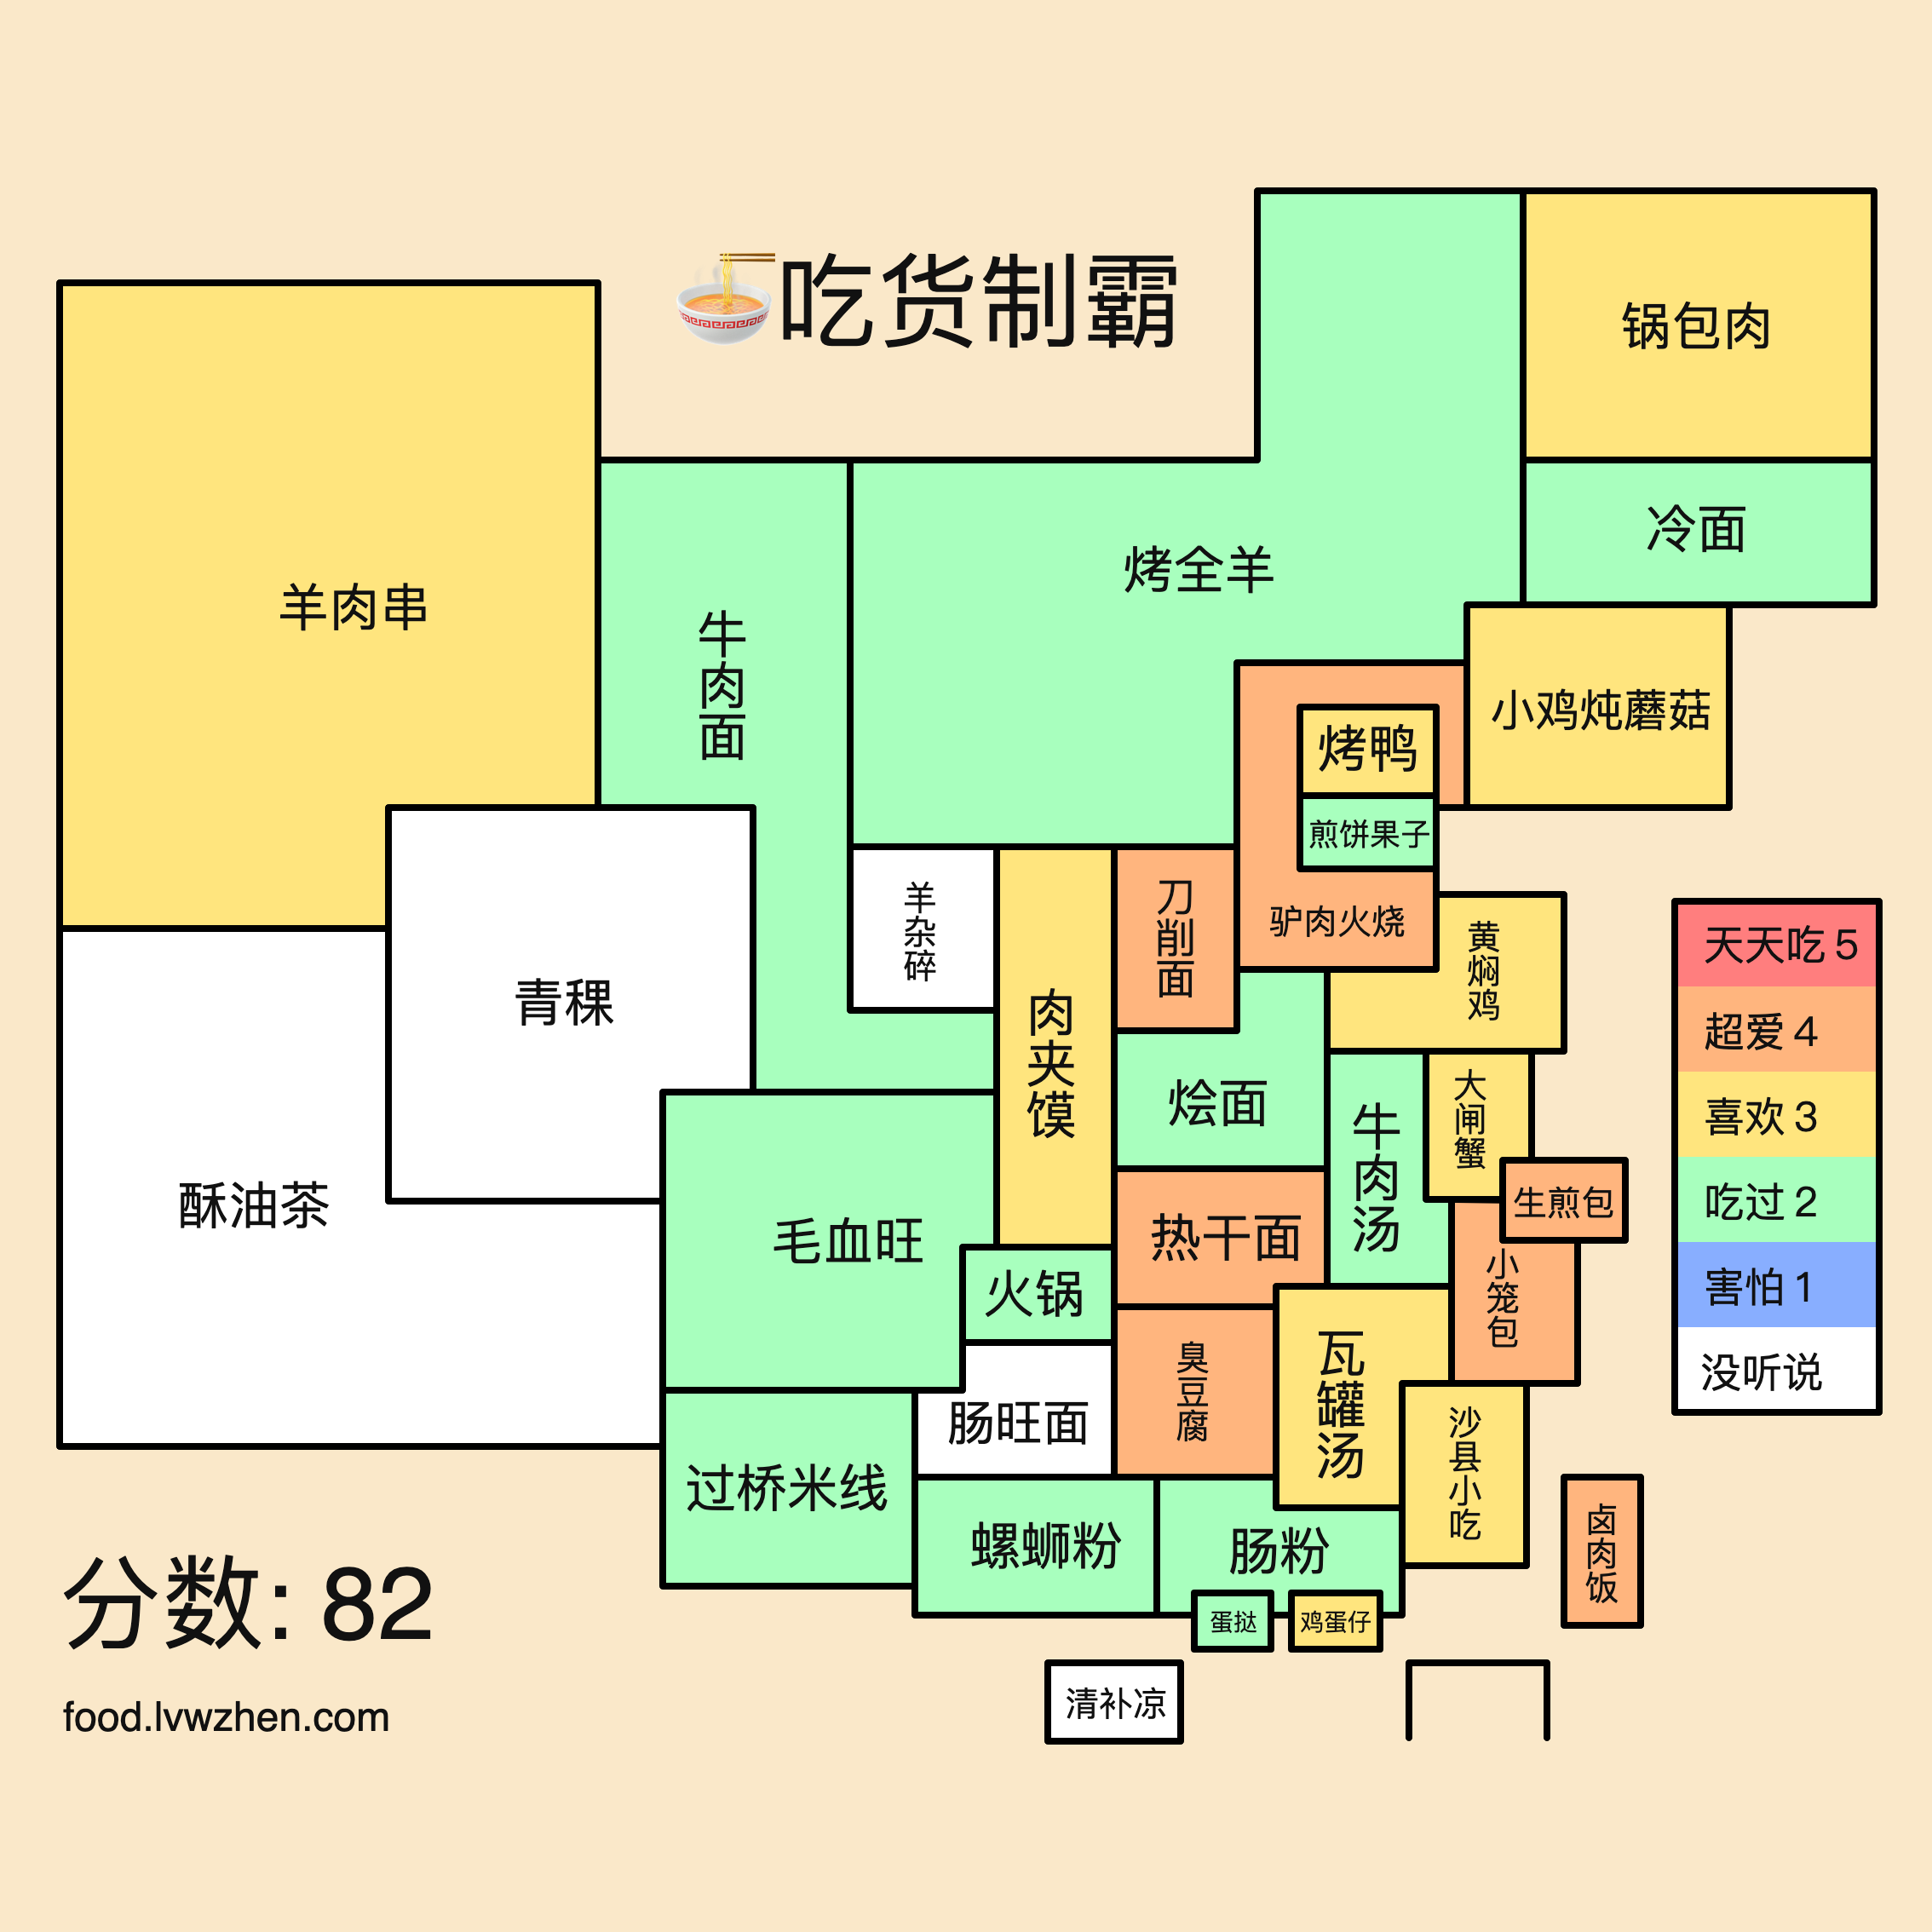 吃货制霸
锅包肉
冷面
烤全羊
羊肉串
牛肉面
小鸡炖蘑菇
烤鸭
煎饼果子
驴肉火烧
羊杂碎
刀削面
黄焖鸡
青稞
肉夹馍
烩面
大闸蟹
牛肉汤
酥油茶
毛血旺
热干面
生煎包
火锅
小笼包
臭豆腐
瓦罐汤
肠旺面
沙县小吃
过桥米线
螺蛳粉
肠粉
卤肉饭
蛋挞
鸡蛋仔
清补凉
天天吃 5
超爱 4
喜欢 3
吃过 2
害怕 1
没听说
分数: 82
food.lvwzhen.com